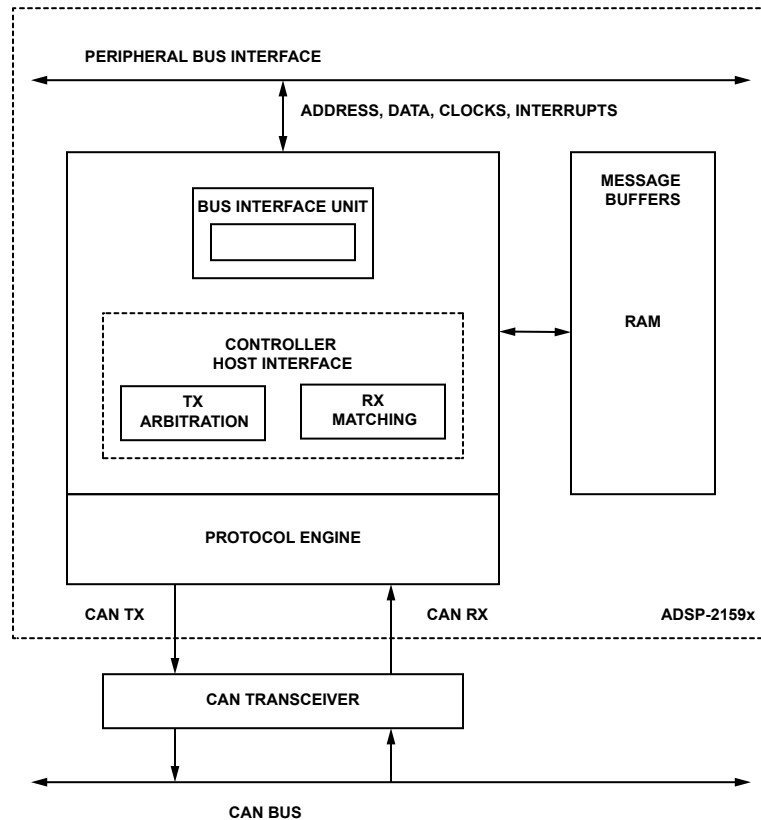 PERIPHERAL BUS INTERFACE
ADDRESS, DATA, CLOCKS, INTERRUPTS
BUS INTERFACE UNIT
MESSAGE
BUFFERS
RAM
CONTROLLER
HOST INTERFACE
TX
ARBITRATION
RX
MATCHING
PROTOCOL ENGINE
CAN TX
CAN RX
ADSP-2159x
CAN TRANSCEIVER
CAN BUS